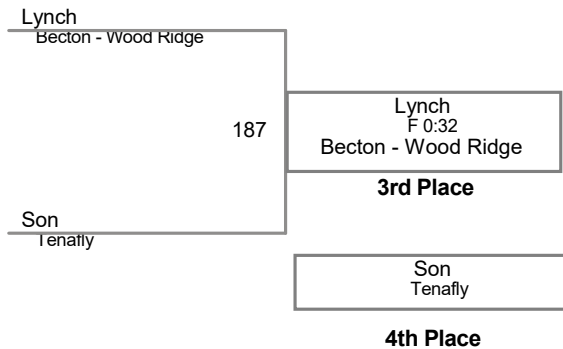 Lynch
Becton - Wood Ridge
187
Lynch
F 0:32
Becton - Wood Ridge
3rd Place
Son
Tenafly
Son
Tenafly
4th Place